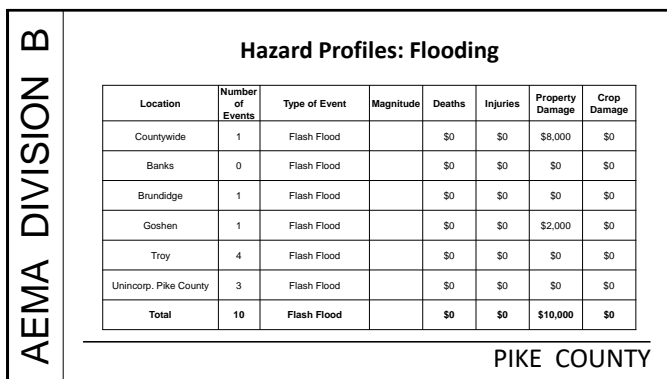 AEMA DIVISION B
Hazard Profiles: Flooding
Location Number of Events Type of Event Magnitude Deaths Injuries Property Damage Crop Damage
Countywide 1 Flash Flood $0 $0 $8,000 $0
Banks 0 Flash Flood $0 $0 $0 $0
Brundidge 1 Flash Flood $0 $0 $0 $0
Goshen 1 Flash Flood $0 $0 $2,000 $0
Troy 4 Flash Flood $0 $0 $0 $0
Unincorp. Pike County 3 Flash Flood $0 $0 $0 $0
Total 10 Flash Flood $0 $0 $10,000 $0
PIKE COUNTY